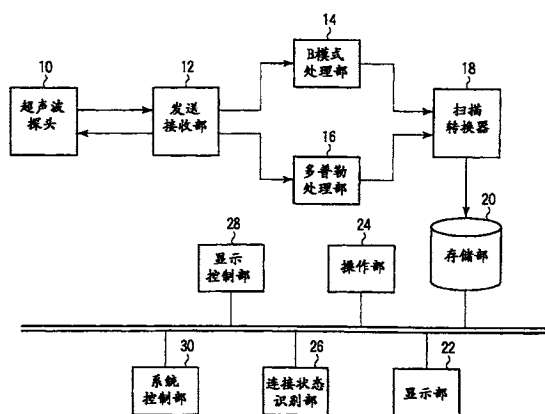 14
B模式
处理部
10
超声波
探头
12
发送
接收部
18
扫描
转换器
16
多普勒
处理部
20
存储部
28
显示
控制部
24
操作部
30
系统
控制部
26
连接状态
识别部
22
显示部